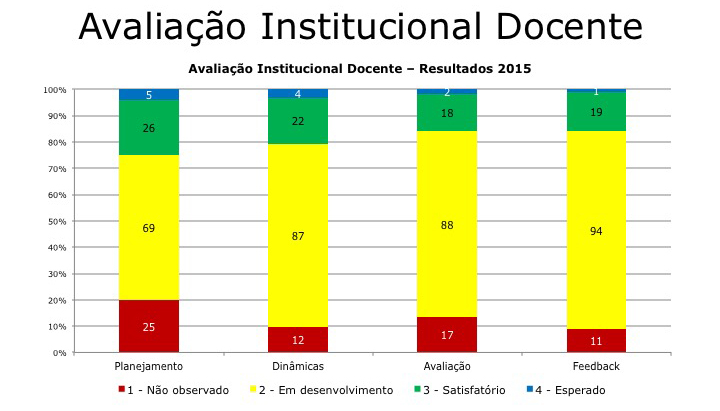 Avaliação Institucional Docente
Avaliação Institucional Docente – Resultados 2015
100%
90%
80%
70%
60%
50%
40%
30%
20%
10%
0%
5
4
2
1
26
22
18
19
69
87
88
94
25
12
17
11
Planejamento
Dinâmicas
Avaliação
Feedback
1 - Não observado
2 - Em desenvolvimento
3 - Satisfatório
4 - Esperado